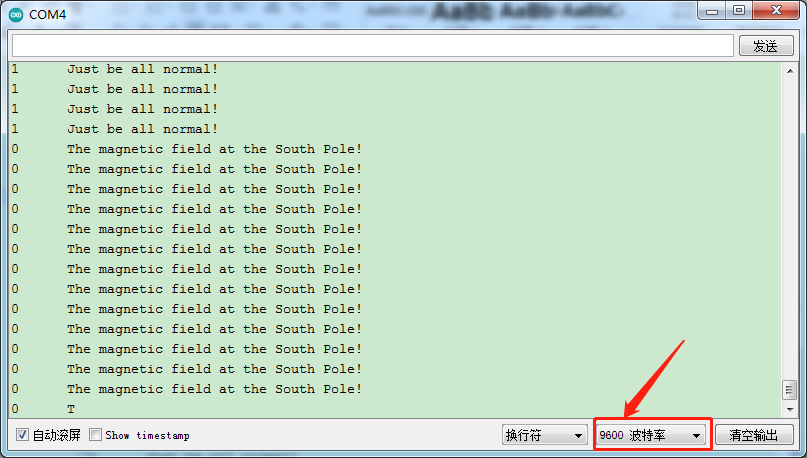 COM4
发送
1 Just be all normal!
1 Just be all normal!
1 Just be all normal!
1 Just be all normal!
0 The magnetic field at the South Pole!
0 The magnetic field at the South Pole!
0 The magnetic field at the South Pole!
0 The magnetic field at the South Pole!
0 The magnetic field at the South Pole!
0 The magnetic field at the South Pole!
0 The magnetic field at the South Pole!
0 The magnetic field at the South Pole!
0 The magnetic field at the South Pole!
0 The magnetic field at the South Pole!
0 The magnetic field at the South Pole!
0 The magnetic field at the South Pole!
0 The magnetic field at the South Pole!
0 T
自动滚屏 Show timestamp 换行符 9600 波特率 清空输出